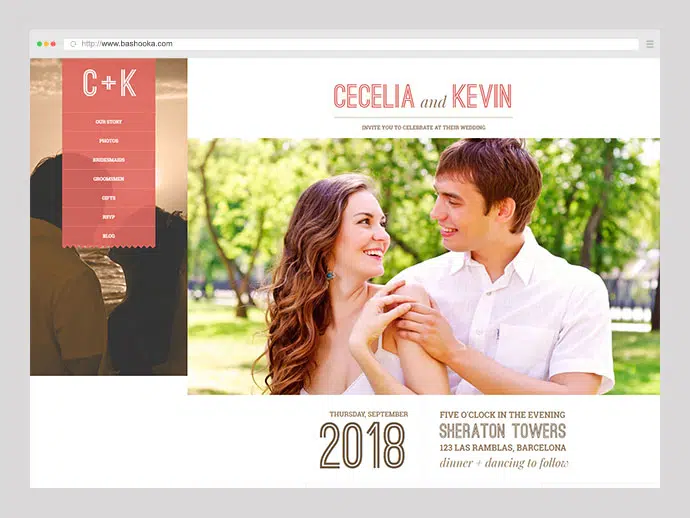 http://www.bashooka.com
C+K
OUR STORY
PHOTOS
BRIDESMAIDS
GROOMSMEN
GIFTS
RSVP
BLOG
CECELIA and KEVIN
INVITE YOU TO CELEBRATE AT THEIR WEDDING
THURSDAY, SEPTEMBER
2018
FIVE O'CLOCK IN THE EVENING
SHERATON TOWERS
123 LAS RAMBLAS, BARCELONA
dinner + dancing to follow